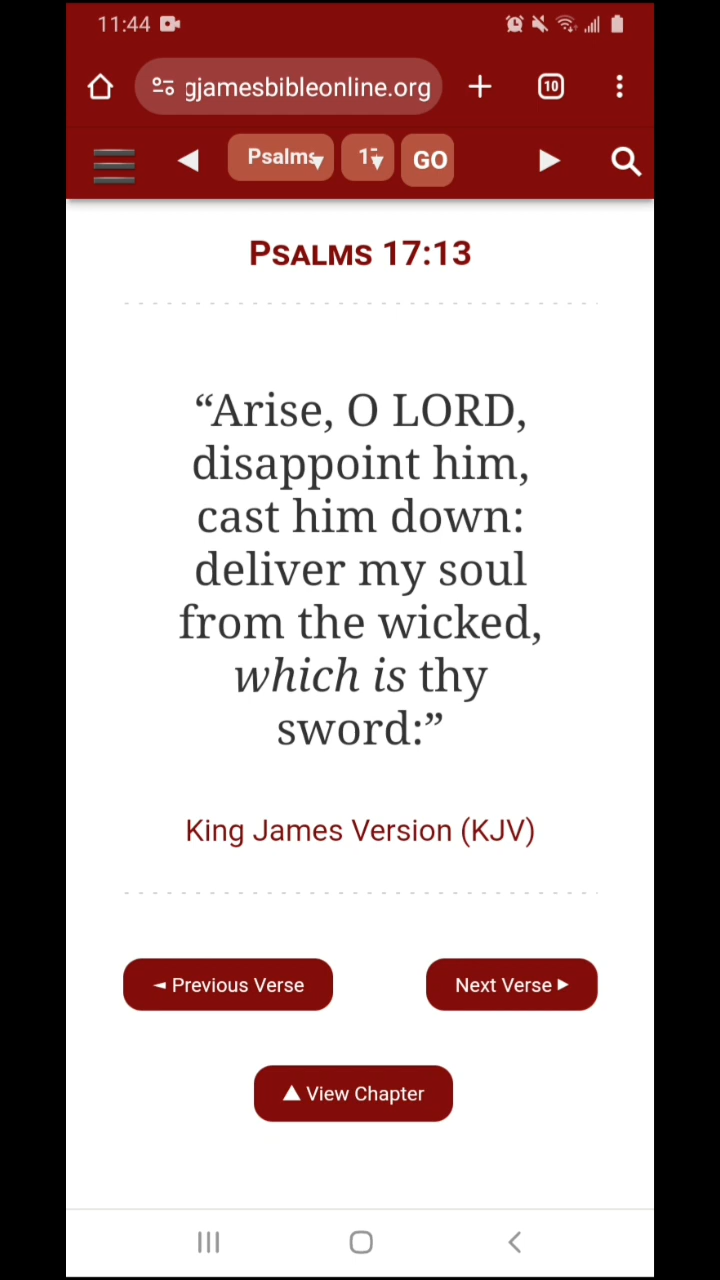 11:44
gjamesbibleonline.org
10
Psalms
GO
PSALMS 17:13
“Arise, O LORD,
disappoint him,
cast him down:
deliver my soul
from the wicked,
which is thy
sword:”
King James Version (KJV)
◄ Previous Verse
Next Verse ►
▲ View Chapter